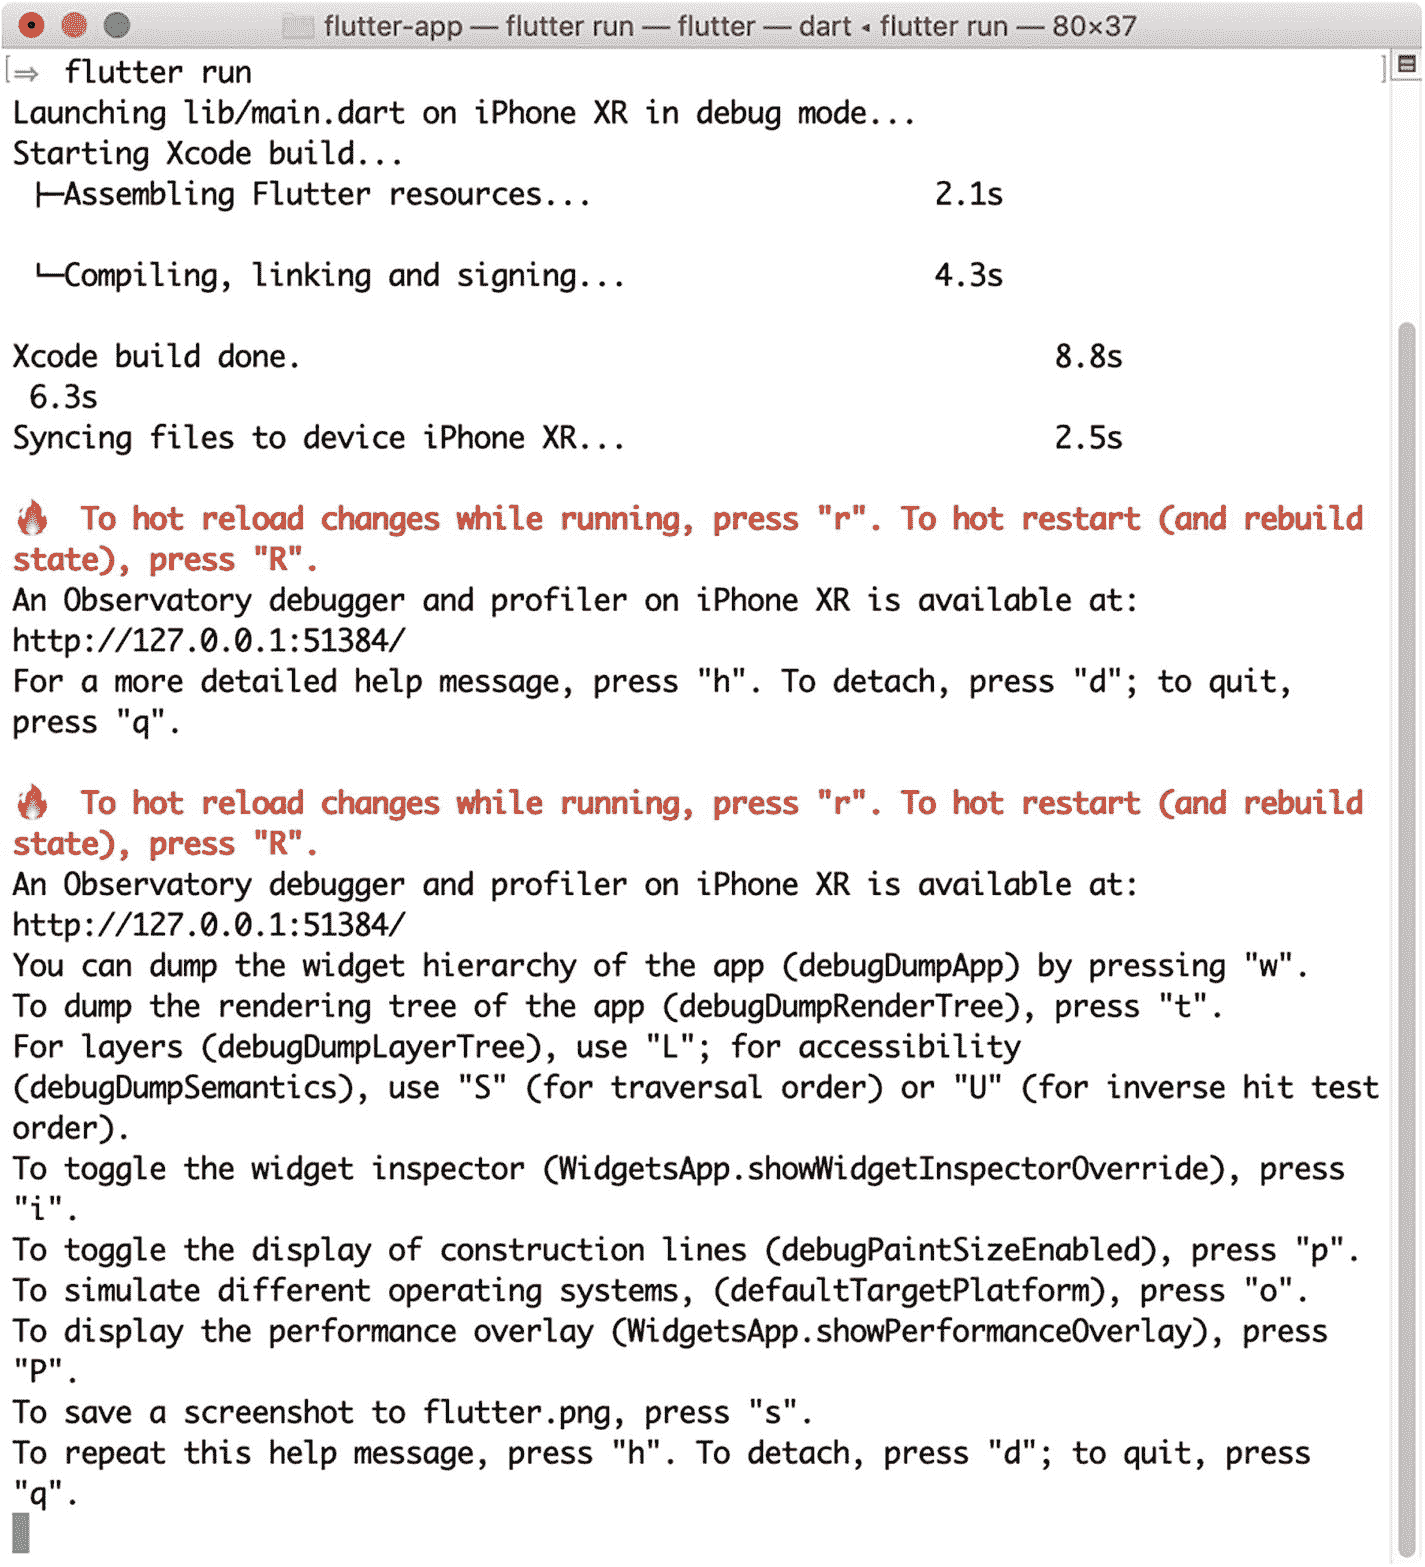 flutter-app — flutter run — flutter — dart ◂ flutter run — 80×37
[⇒  flutter run ]
Launching lib/main.dart on iPhone XR in debug mode...
Starting Xcode build...
├─Assembling Flutter resources... 2.1s
└─Compiling, linking and signing... 4.3s
Xcode build done. 8.8s
6.3s
Syncing files to device iPhone XR... 2.5s
🔥  To hot reload changes while running, press "r". To hot restart (and rebuild
state), press "R".
An Observatory debugger and profiler on iPhone XR is available at:
http://127.0.0.1:51384/
For a more detailed help message, press "h". To detach, press "d"; to quit,
press "q".
🔥  To hot reload changes while running, press "r". To hot restart (and rebuild
state), press "R".
An Observatory debugger and profiler on iPhone XR is available at:
http://127.0.0.1:51384/
You can dump the widget hierarchy of the app (debugDumpApp) by pressing "w".
To dump the rendering tree of the app (debugDumpRenderTree), press "t".
For layers (debugDumpLayerTree), use "L"; for accessibility
(debugDumpSemantics), use "S" (for traversal order) or "U" (for inverse hit test
order).
To toggle the widget inspector (WidgetsApp.showWidgetInspectorOverride), press
"i".
To toggle the display of construction lines (debugPaintSizeEnabled), press "p".
To simulate different operating systems, (defaultTargetPlatform), press "o".
To display the performance overlay (WidgetsApp.showPerformanceOverlay), press
"P".
To save a screenshot to flutter.png, press "s".
To repeat this help message, press "h". To detach, press "d"; to quit, press
"q".